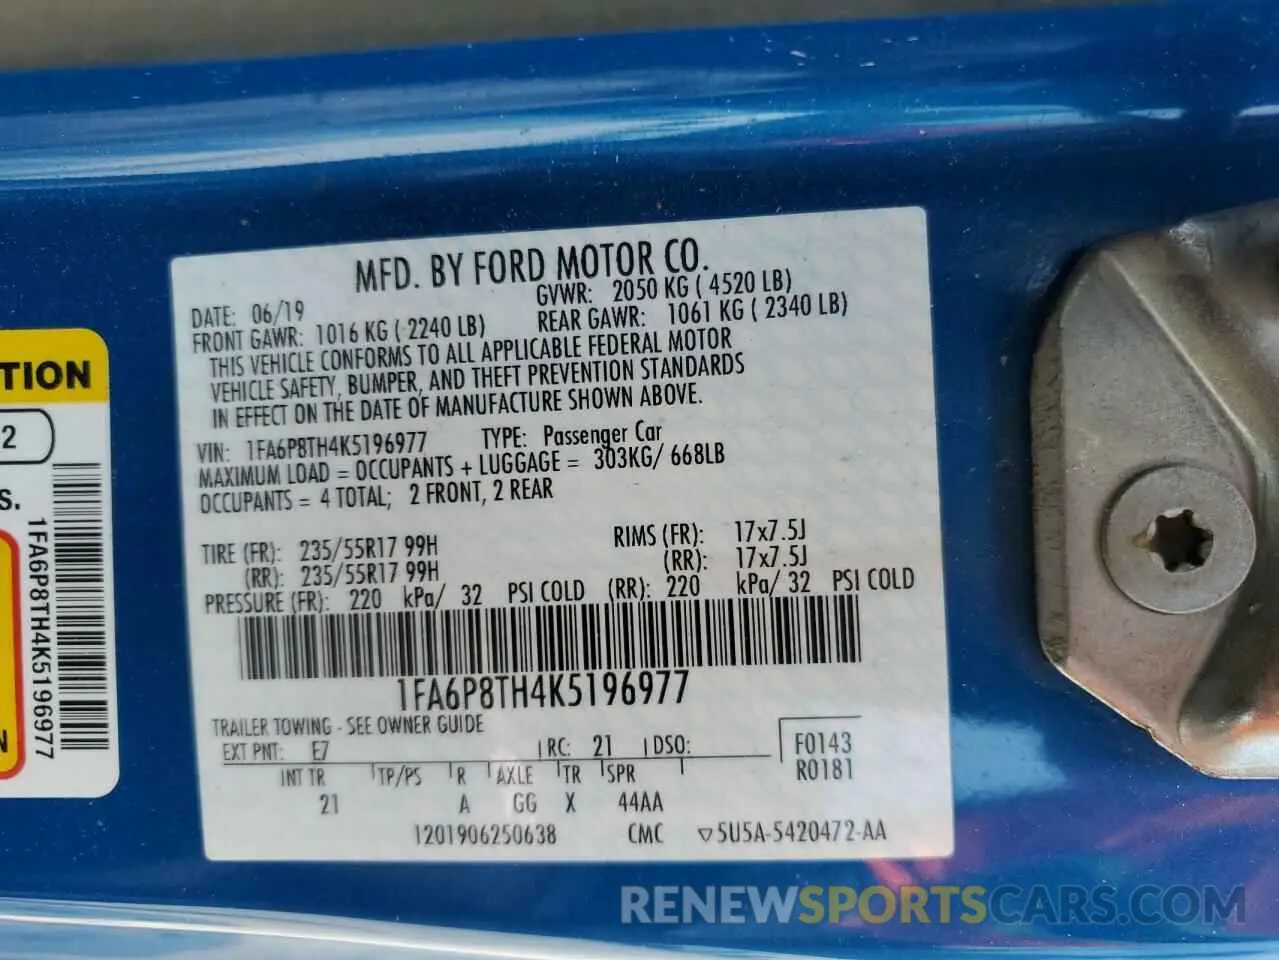 MFD. BY FORD MOTOR CO.
DATE: 06/19 GVWR: 2050 KG ( 4520 LB)
FRONT GAWR: 1016 KG ( 2240 LB) REAR GAWR: 1061 KG ( 2340 LB)
THIS VEHICLE CONFORMS TO ALL APPLICABLE FEDERAL MOTOR
VEHICLE SAFETY, BUMPER, AND THEFT PREVENTION STANDARDS
IN EFFECT ON THE DATE OF MANUFACTURE SHOWN ABOVE.
VIN: 1FA6P8TH4K5196977 TYPE: Passenger Car
MAXIMUM LOAD = OCCUPANTS + LUGGAGE = 303KG/ 668LB
OCCUPANTS = 4 TOTAL; 2 FRONT, 2 REAR
TIRE (FR): 235/55R17 99H RIMS (FR): 17x7.5J
(RR): 235/55R17 99H (RR): 17x7.5J
PRESSURE (FR): 220 kPa/ 32 PSI COLD (RR): 220 kPa/ 32 PSI COLD
1FA6P8TH4K5196977
TRAILER TOWING - SEE OWNER GUIDE
EXT PNT: E7 RC: 21 DSO: F0143
INT TR TP/PS R AXLE TR SPR R0181
21 A GG X 44AA
1201906250638 CMC ▽5U5A-5420472-AA
TION
2
S.
1FA6P8TH4K5196977
N
RENEWSPORTSCARS.COM